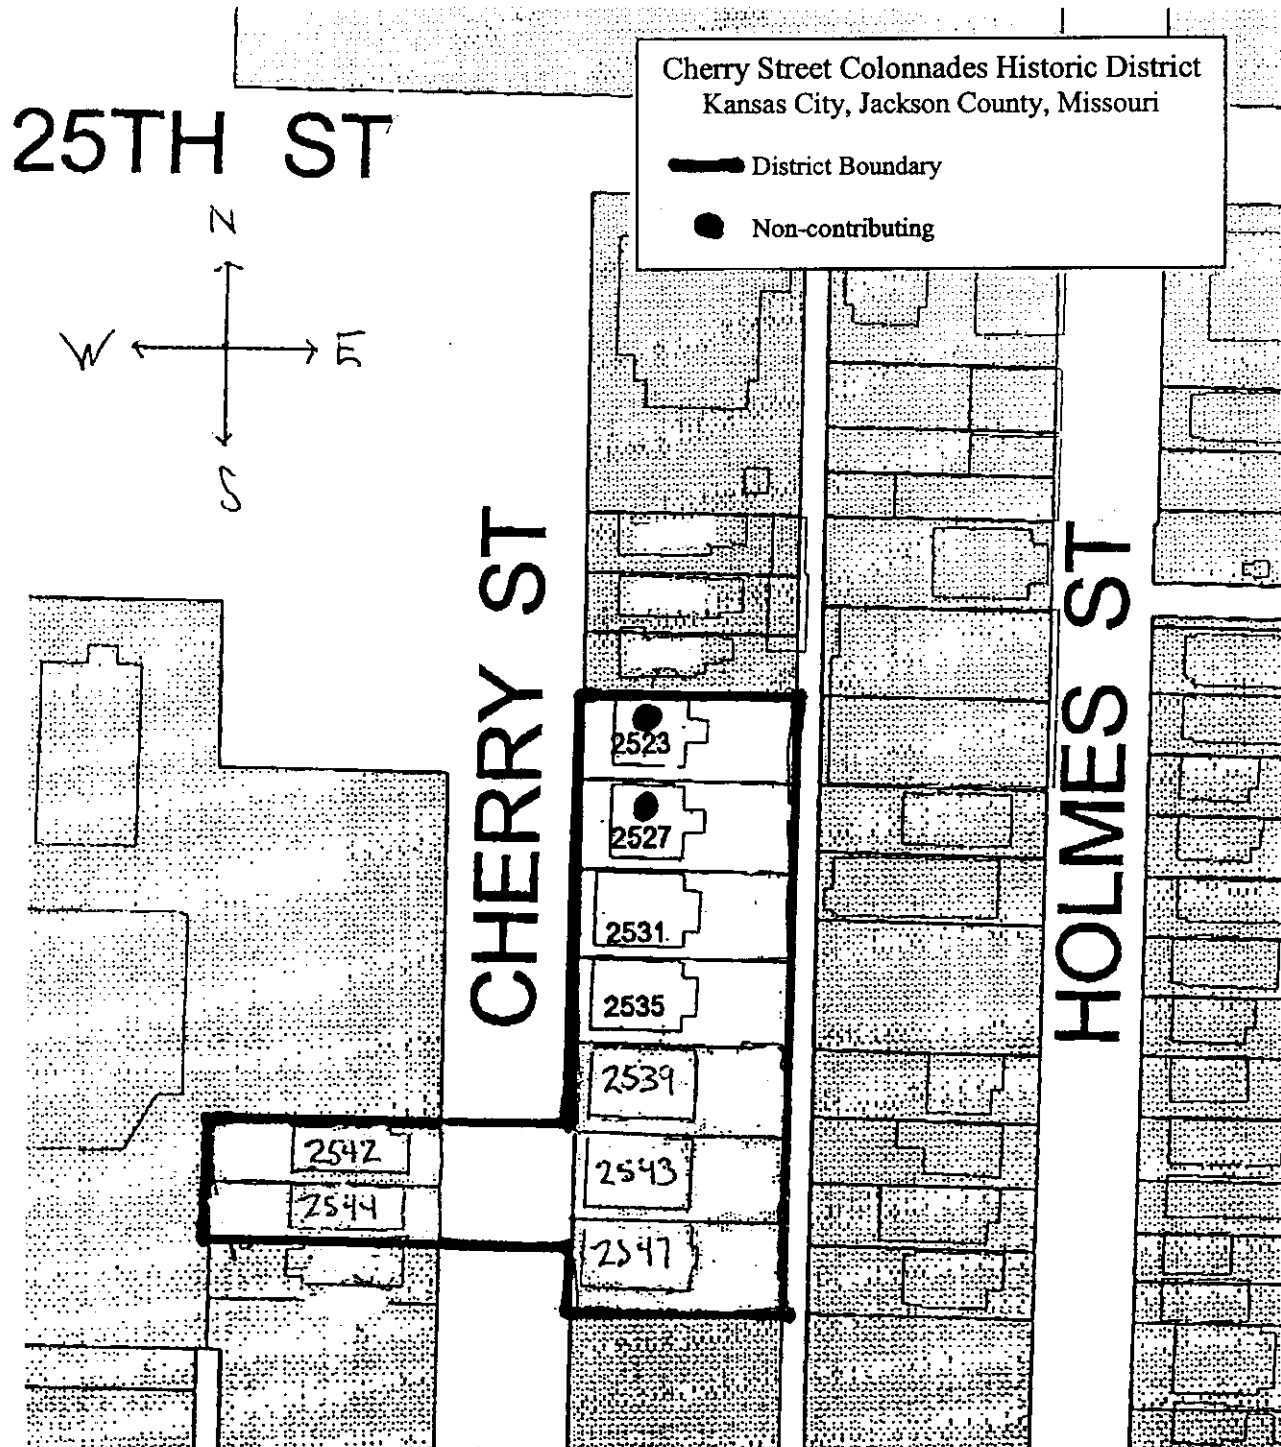 Cherry Street Colonnades Historic District
Kansas City, Jackson County, Missouri
District Boundary
Non-contributing
25TH ST
N
W E
S
CHERRY ST
HOLMES ST
2523
2527
2531
2535
2539
2542
2543
2544
2547